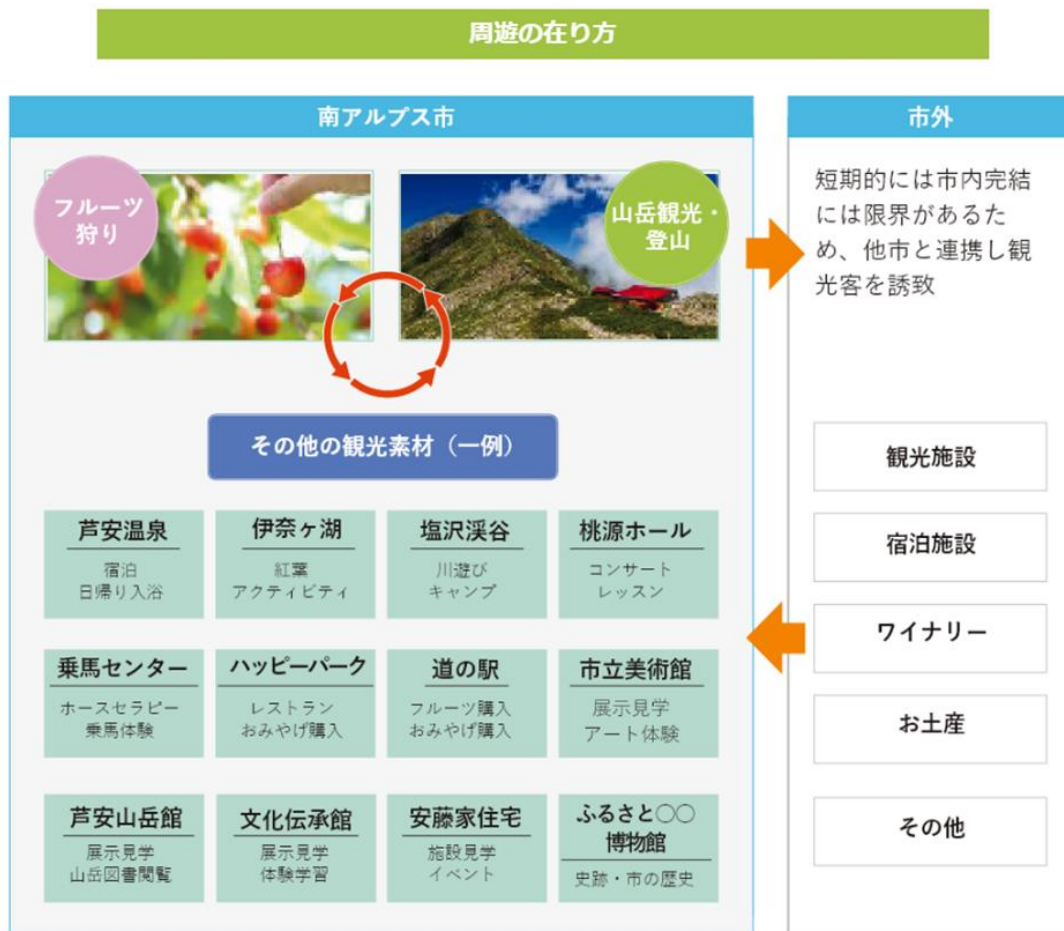 周遊の在り方
南アルプス市
フルーツ
狩り
山岳観光・
登山
その他の観光素材（一例）
芦安温泉
宿泊
日帰り入浴
伊奈ヶ湖
紅葉
アクティビティ
塩沢渓谷
川遊び
キャンプ
桃源ホール
コンサート
レッスン
乗馬センター
ホースセラピー
乗馬体験
ハッピーパーク
レストラン
おみやげ購入
道の駅
フルーツ購入
おみやげ購入
市立美術館
展示見学
アート体験
芦安山岳館
展示見学
山岳図書閲覧
文化伝承館
展示見学
体験学習
安藤家住宅
施設見学
イベント
ふるさと〇〇
博物館
史跡・市の歴史
市外
短期的には市内完結
には限界があるた
め、他市と連携し観
光客を誘致
観光施設
宿泊施設
ワイナリー
お土産
その他